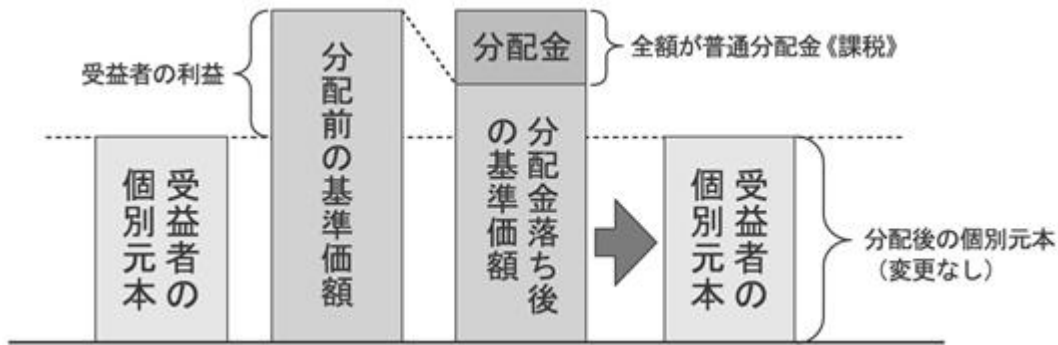 受益者の利益
受益者の
個別元本
分配前の基準価額
分配金
全額が普通分配金《課税》
分配金落ち後
の基準価額
受益者の
個別元本
分配後の個別元本
（変更なし）